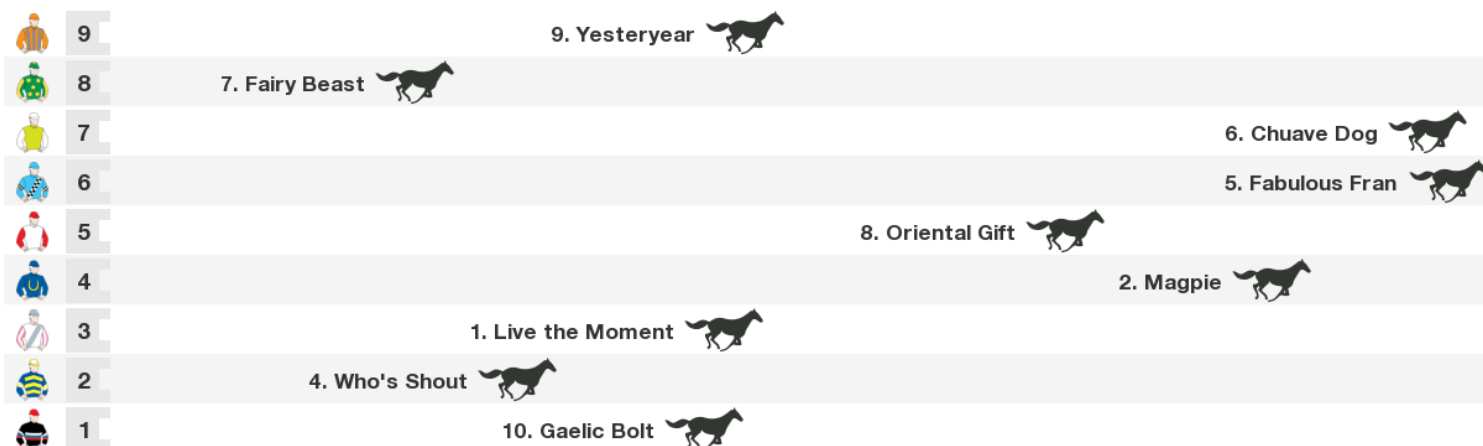 9 9. Yesteryear
8 7. Fairy Beast
7 6. Chuave Dog
6 5. Fabulous Fran
5 8. Oriental Gift
4 2. Magpie
3 1. Live the Moment
2 4. Who's Shout
1 10. Gaelic Bolt